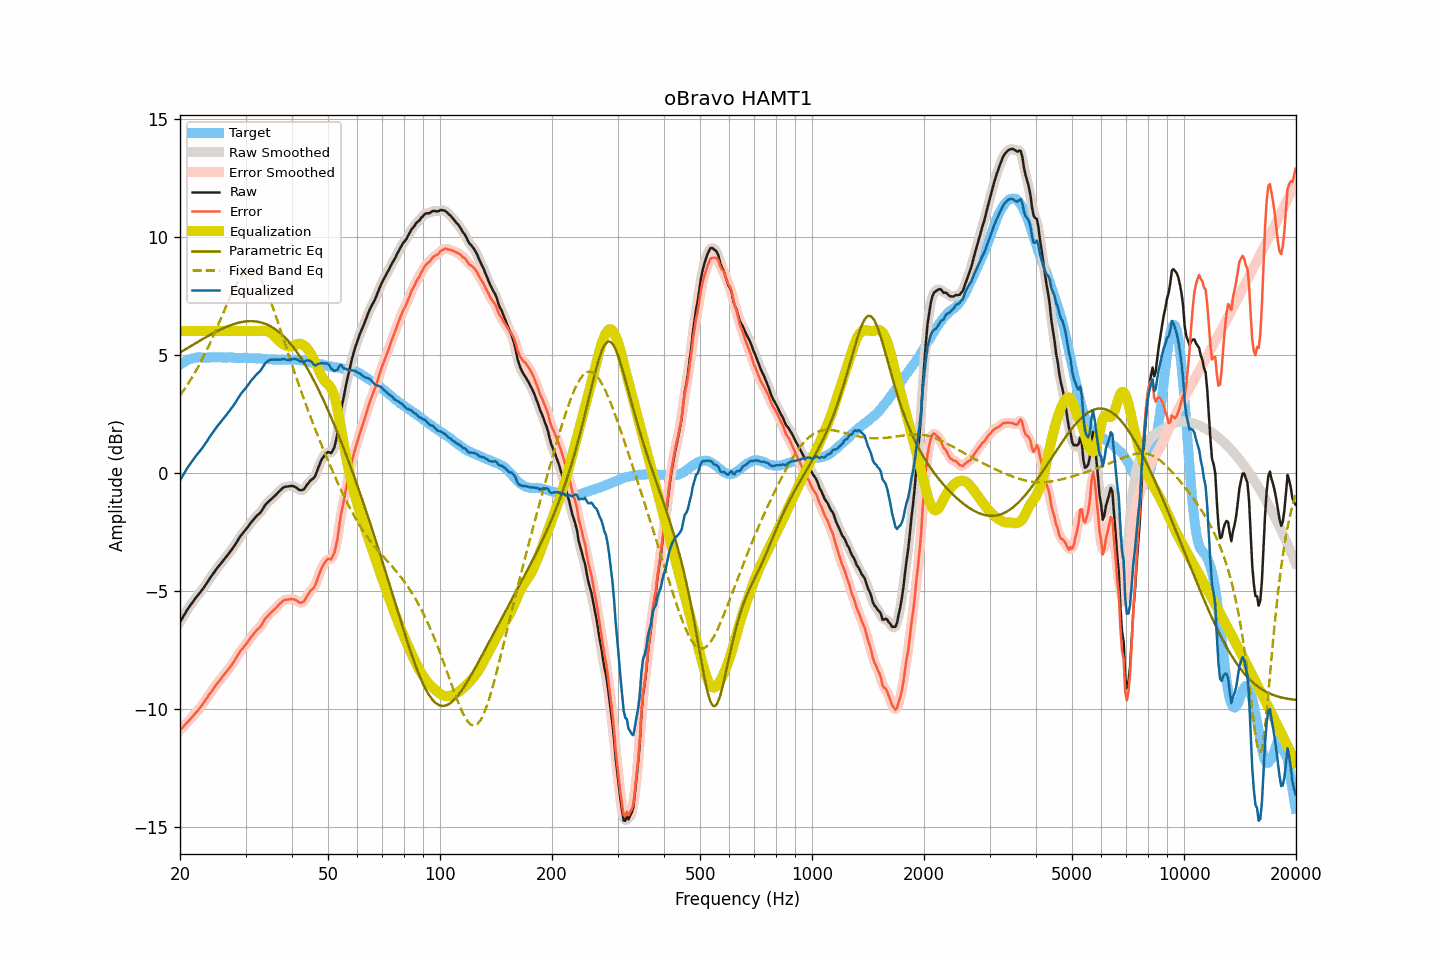 oBravo HAMT1
Amplitude (dBr)
15
10
5
0
−5
−10
−15
Target
Raw Smoothed
Error Smoothed
Raw
Error
Equalization
Parametric Eq
Fixed Band Eq
Equalized
20 50 100 200 500 1000 2000 5000 10000 20000
Frequency (Hz)